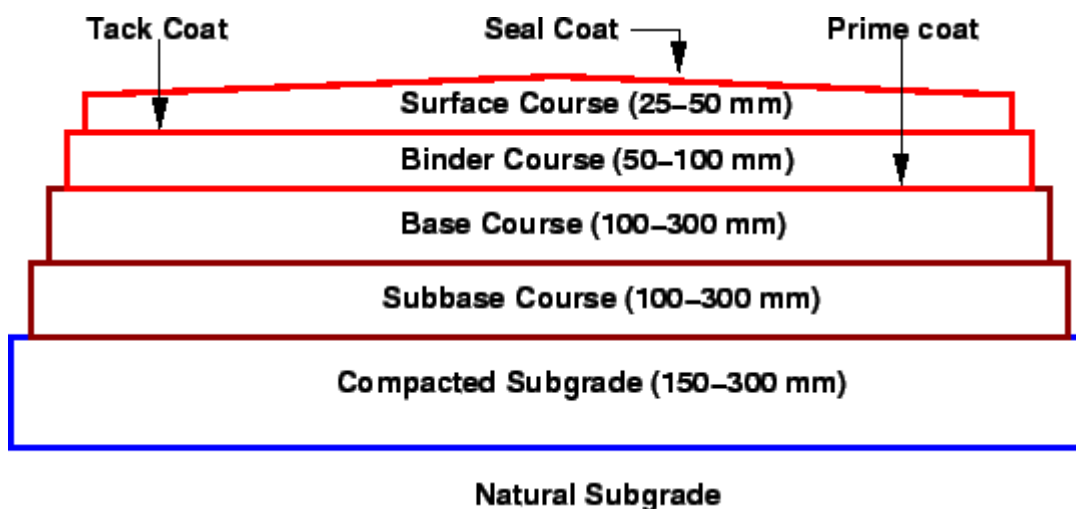 Tack Coat
Seal Coat
Prime coat
Surface Course (25–50 mm)
Binder Course (50–100 mm)
Base Course (100–300 mm)
Subbase Course (100–300 mm)
Compacted Subgrade (150–300 mm)
Natural Subgrade